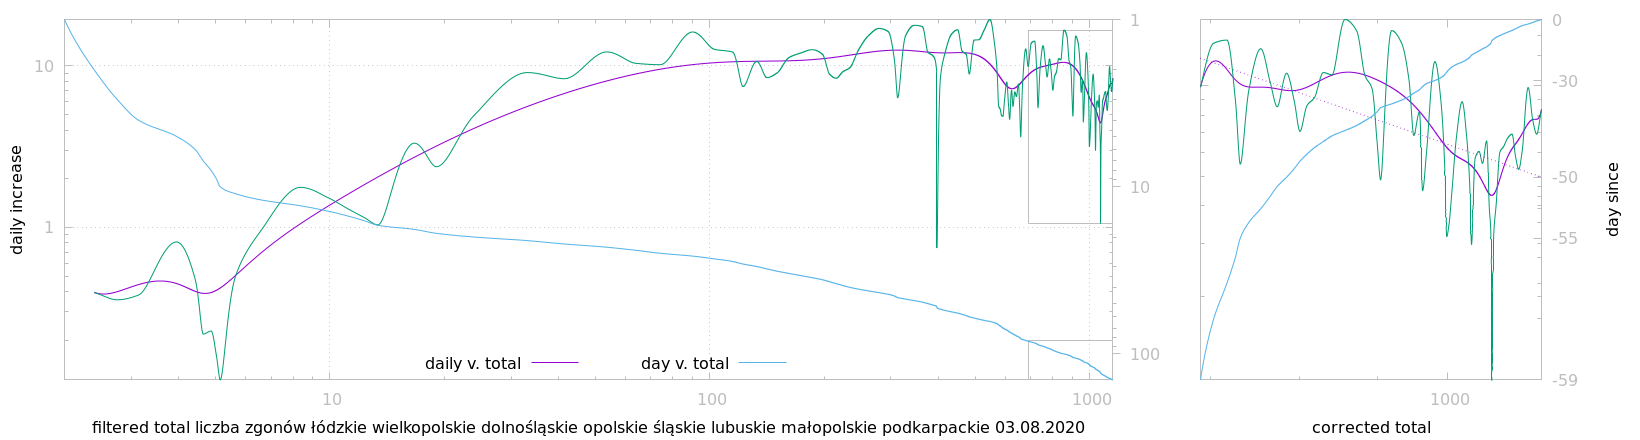 daily increase
10
1
daily v. total
day v. total
1
10
100
10
100
1000
filtered total liczba zgonów łódzkie wielkopolskie dolnośląskie opolskie śląskie lubuskie małopolskie podkarpackie 03.08.2020
0
-30
-50
-55
-59
day since
1000
corrected total